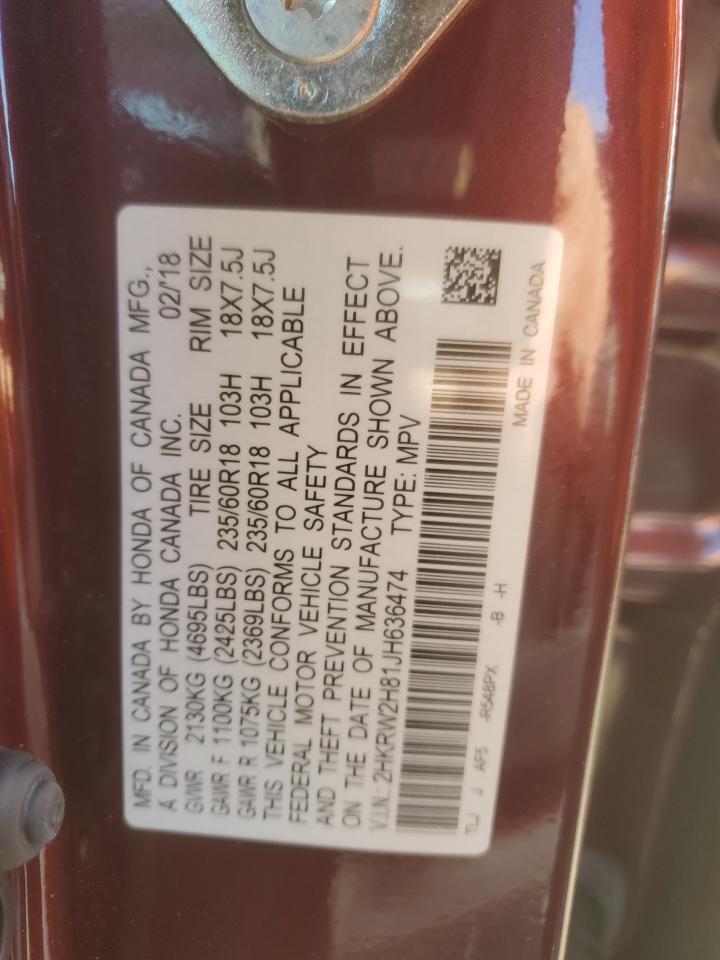 MFD. IN CANADA BY HONDA OF CANADA MFG.,
A DIVISION OF HONDA CANADA INC. 02/'18
GVWR 2130KG (4695LBS) TIRE SIZE RIM SIZE
GAWR F 1100KG (2425LBS) 235/60R18 103H 18X7.5J
GAWR R 1075KG (2369LBS) 235/60R18 103H 18X7.5J
THIS VEHICLE CONFORMS TO ALL APPLICABLE
FEDERAL MOTOR VEHICLE SAFETY
AND THEFT PREVENTION STANDARDS IN EFFECT
ON THE DATE OF MANUFACTURE SHOWN ABOVE.
V.I.N.: 2HKRW2H81JH636474 TYPE: MPV
TLJ J AF5 -R548PX -B -H
MADE IN CANADA